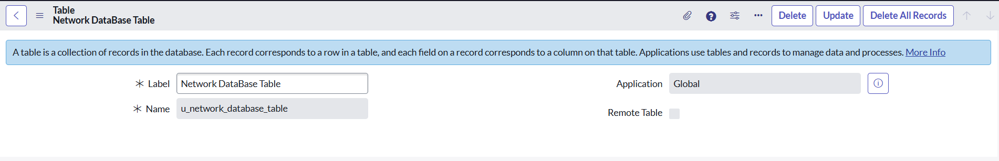 Table
Network DataBase Table
Delete
Update
Delete All Records
A table is a collection of records in the database. Each record corresponds to a row in a table, and each field on a record corresponds to a column on that table. Applications use tables and records to manage data and processes. More Info
Label
Network DataBase Table
Application
Global
Name
u_network_database_table
Remote Table